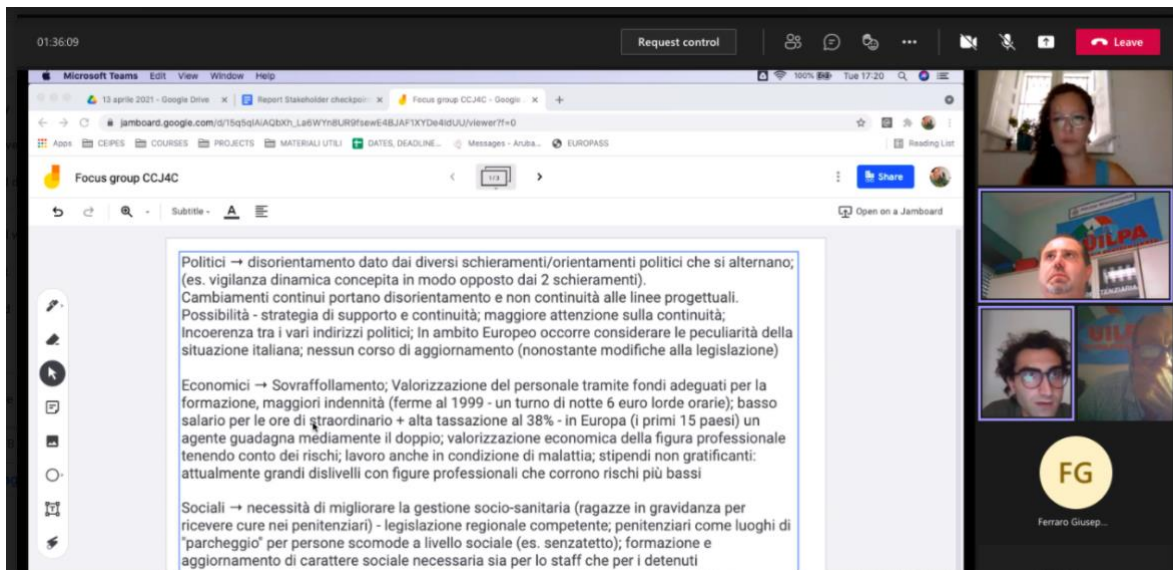 01:36:09
Request control
Leave
Microsoft Teams Edit View Window Help
100% Tue 17:20
13 aprile 2021 - Google Drive
Report Stakeholder checkpoin
Focus group CCJ4C - Google
Apps CEIPES COURSES PROJECTS MATERIALI UTILI DATES, DEADLINE... Messages - Aruba... EUROPASS
Reading List
Focus group CCJ4C
1/3
Share
Subtitle
A
Open on a Jamboard
Politici → disorientamento dato dai diversi schieramenti/orientamenti politici che si alternano;
(es. vigilanza dinamica concepita in modo opposto dai 2 schieramenti).
Cambiamenti continui portano disorientamento e non continuità alle linee progettuali.
Possibilità - strategia di supporto e continuità; maggiore attenzione sulla continuità;
Incoerenza tra i vari indirizzi politici; In ambito Europeo occorre considerare le peculiarità della
situazione italiana; nessun corso di aggiornamento (nonostante modifiche alla legislazione)
Economici → Sovraffollamento; Valorizzazione del personale tramite fondi adeguati per la
formazione, maggiori indennità (ferme al 1999 - un turno di notte 6 euro lorde orarie); basso
salario per le ore di straordinario + alta tassazione al 38% - in Europa (i primi 15 paesi) un
agente guadagna mediamente il doppio; valorizzazione economica della figura professionale
tenendo conto dei rischi; lavoro anche in condizione di malattia; stipendi non gratificanti:
attualmente grandi dislivelli con figure professionali che corrono rischi più bassi
Sociali → necessità di migliorare la gestione socio-sanitaria (ragazze in gravidanza per
ricevere cure nei penitenziari) - legislazione regionale competente; penitenziari come luoghi di
"parcheggio" per persone scomode a livello sociale (es. senzatetto); formazione e
aggiornamento di carattere sociale necessaria sia per lo staff che per i detenuti
UILPA
FG
Ferraro Giusep...